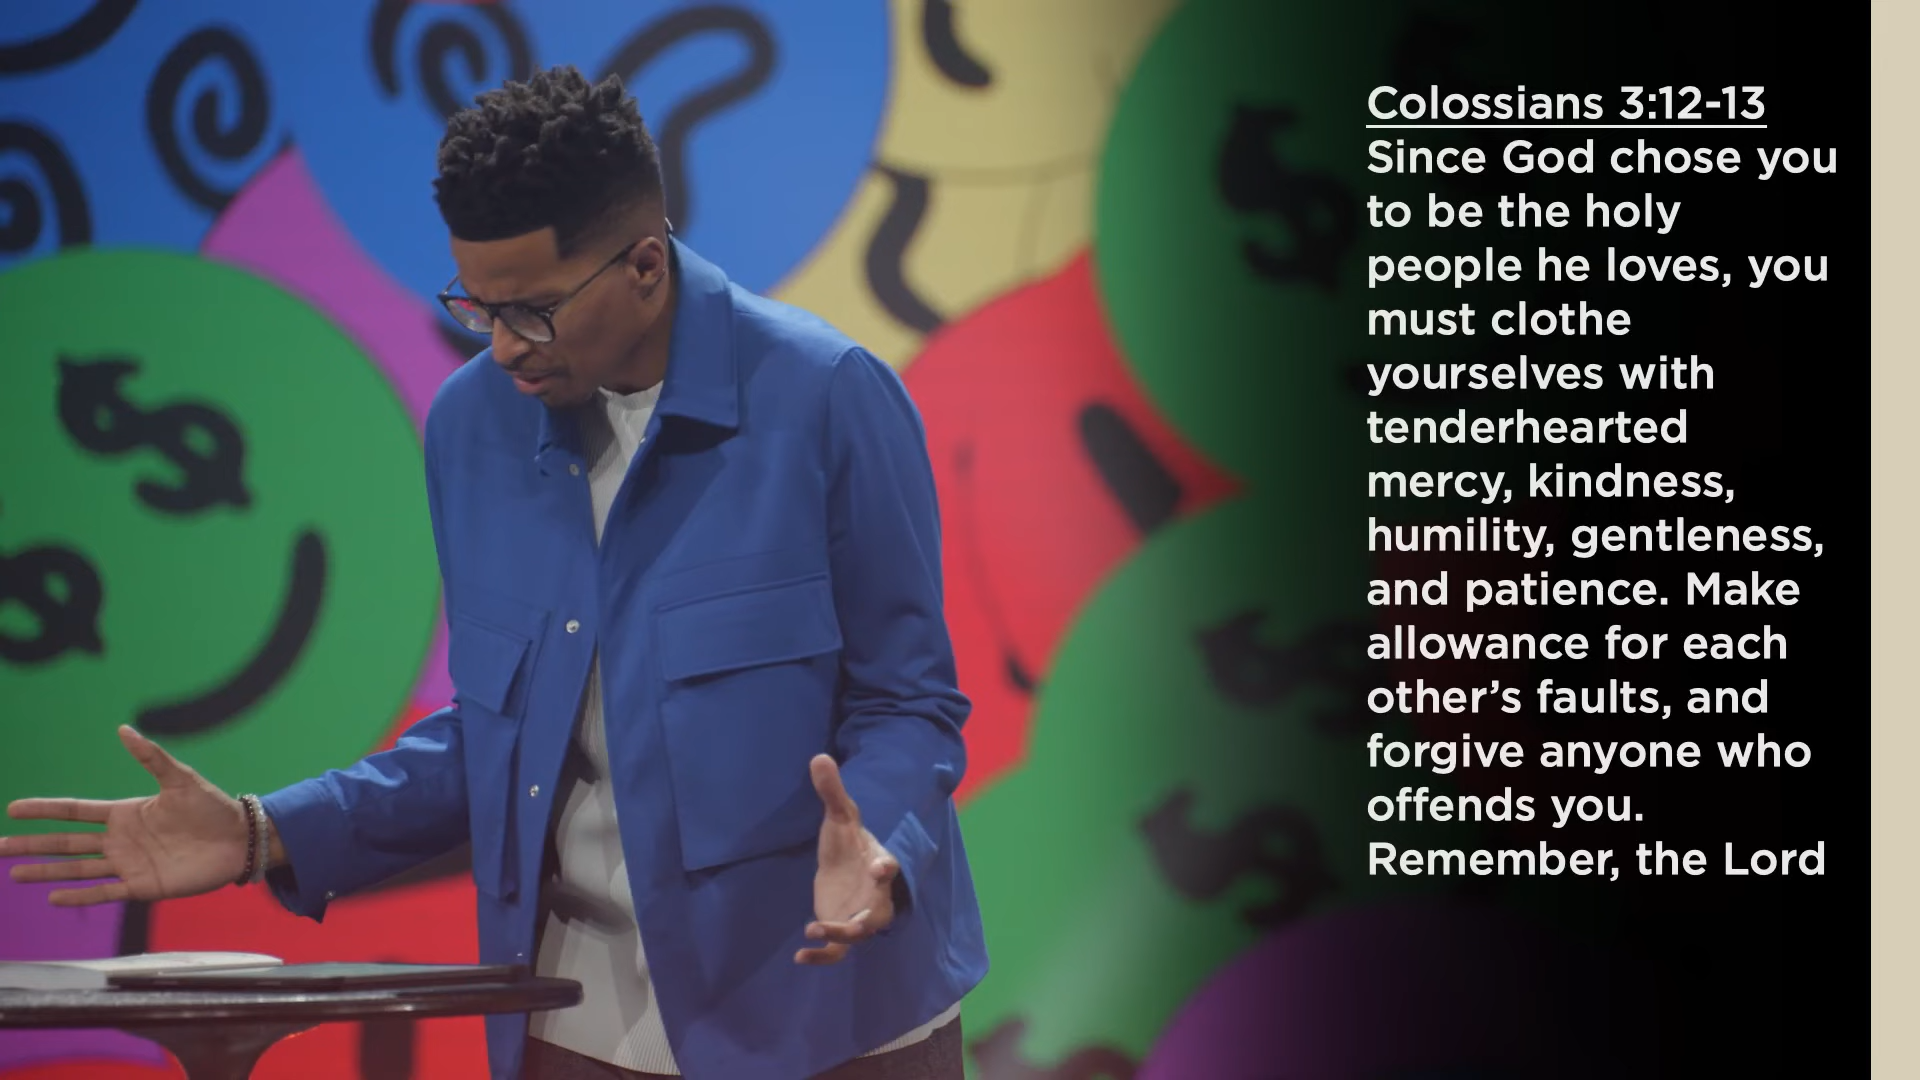 Colossians 3:12-13
Since God chose you
to be the holy
people he loves, you
must clothe
yourselves with
tenderhearted
mercy, kindness,
humility, gentleness,
and patience. Make
allowance for each
other’s faults, and
forgive anyone who
offends you.
Remember, the Lord